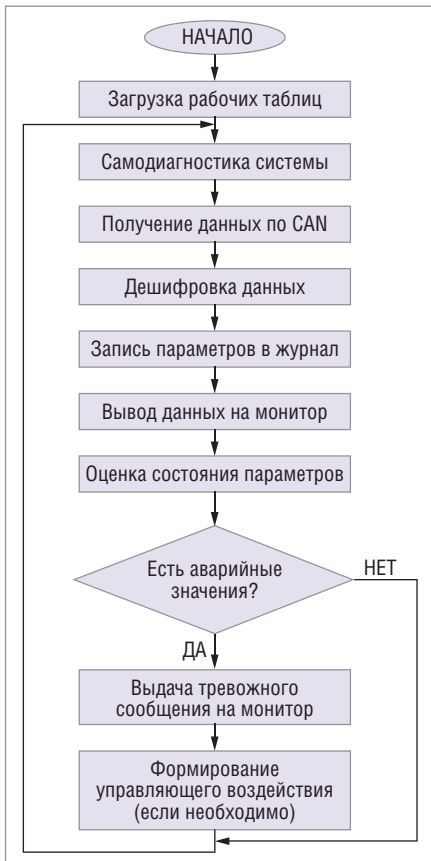 НАЧАЛО
Загрузка рабочих таблиц
Самодиагностика системы
Получение данных по CAN
Дешифровка данных
Запись параметров в журнал
Вывод данных на монитор
Оценка состояния параметров
Есть аварийные
значения?
НЕТ
ДА
Выдача тревожного
сообщения на монитор
Формирование
управляющего воздействия
(если необходимо)